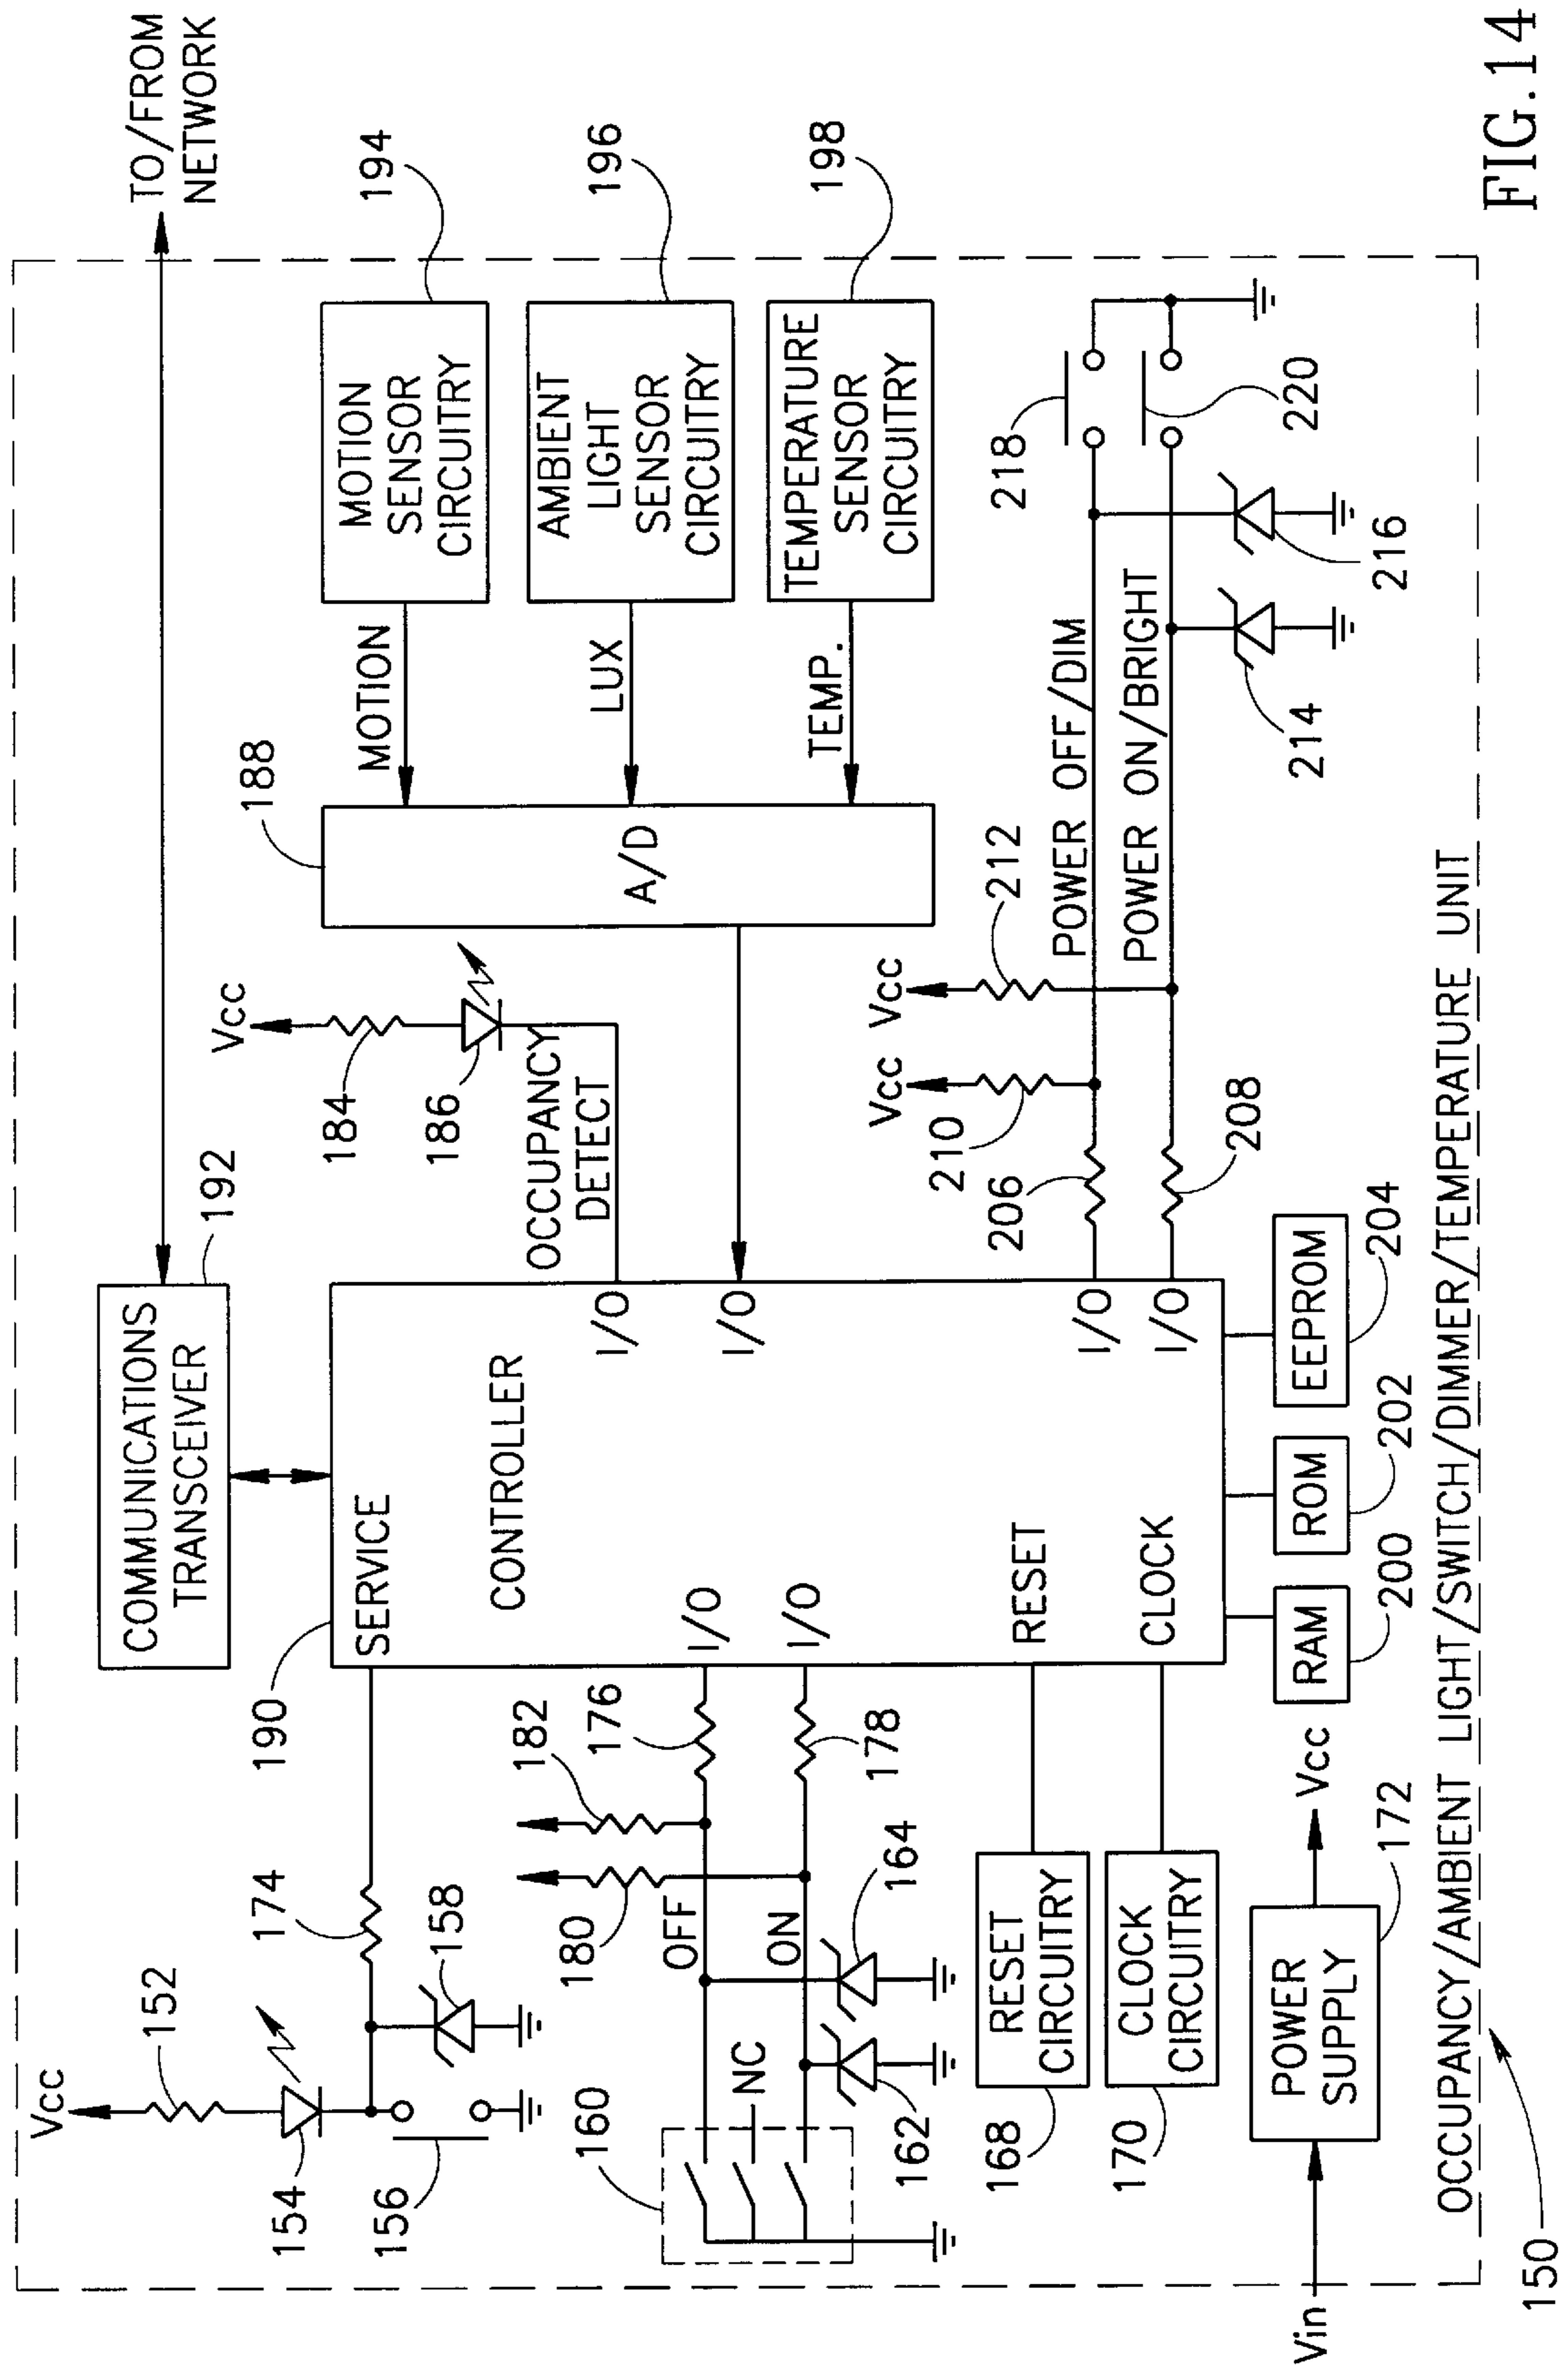 TO/FROM
NETWORK
COMMUNICATIONS
TRANSCEIVER
192
Vcc
152
154
156
158
174
190
SERVICE
CONTROLLER
I/O
I/O
RESET
CLOCK
I/O
I/O
I/O
I/O
Vcc
184
186
OCCUPANCY
DETECT
188
A/D
MOTION
LUX
TEMP.
MOTION
SENSOR
CIRCUITRY
194
AMBIENT
LIGHT
SENSOR
CIRCUITRY
196
TEMPERATURE
SENSOR
CIRCUITRY
198
182
176
180
178
OFF
ON
NC
160
162
164
RESET
CIRCUITRY
168
CLOCK
CIRCUITRY
170
Vcc
Vcc
210
212
206
208
POWER OFF/DIM
POWER ON/BRIGHT
218
220
214
216
RAM
200
ROM
202
EEPROM
204
Vin
POWER
SUPPLY
172
Vcc
OCCUPANCY/AMBIENT LIGHT/SWITCH/DIMMER/TEMPERATURE UNIT
150
FIG.14